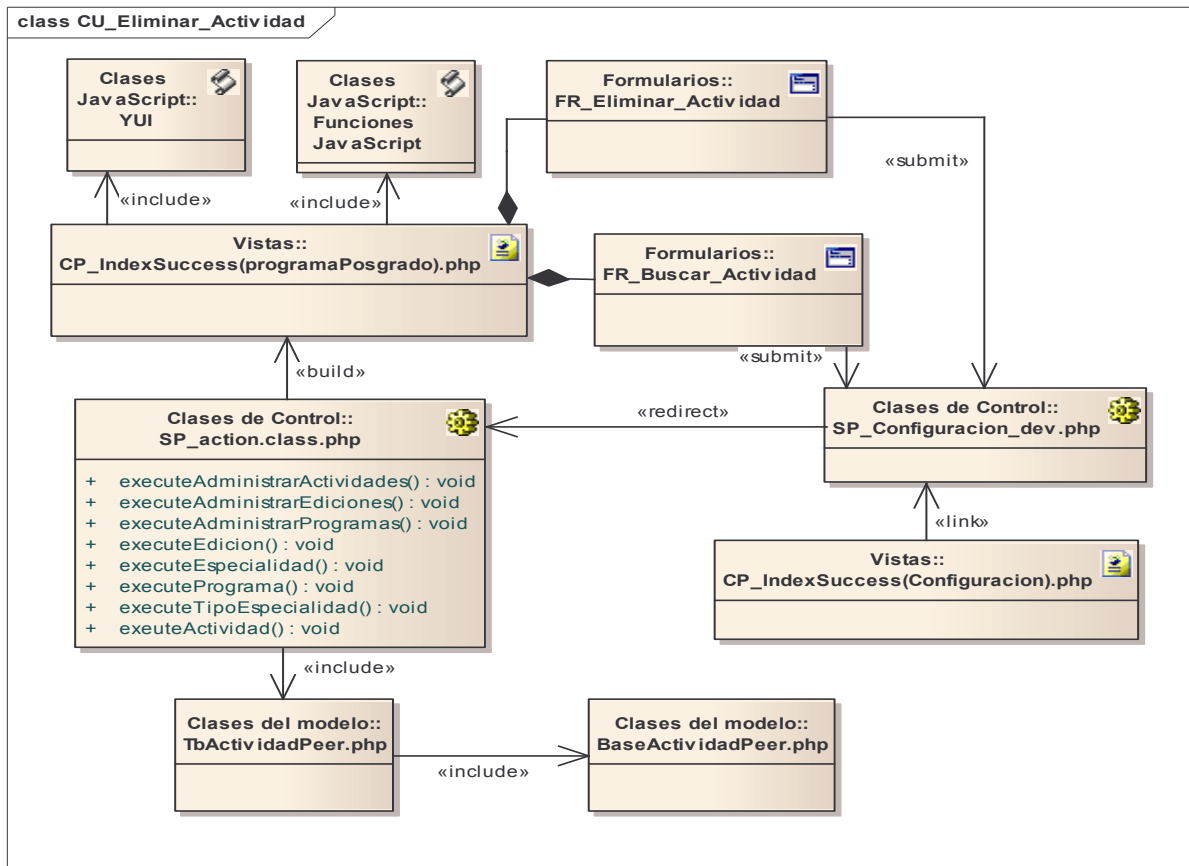 class CU_Eliminar_Actividad
Clases
JavaScript::
YUI
Clases
JavaScript::
Funciones
JavaScript
Formularios::
FR_Eliminar_Actividad
«include»
«include»
«submit»
Vistas::
CP_IndexSuccess(programaPosgrado).php
Formularios::
FR_Buscar_Actividad
«submit»
«build»
Clases de Control::
SP_action.class.php
+ executeAdministrarActividades() : void
+ executeAdministrarEdiciones() : void
+ executeAdministrarProgramas() : void
+ executeEdicion() : void
+ executeEspecialidad() : void
+ executePrograma() : void
+ executeTipoEspecialidad() : void
+ exeuteActividad() : void
«redirect»
Clases de Control::
SP_Configuracion_dev.php
«link»
Vistas::
CP_IndexSuccess(Configuracion).php
«include»
Clases del modelo::
TbActividadPeer.php
«include»
Clases del modelo::
BaseActividadPeer.php